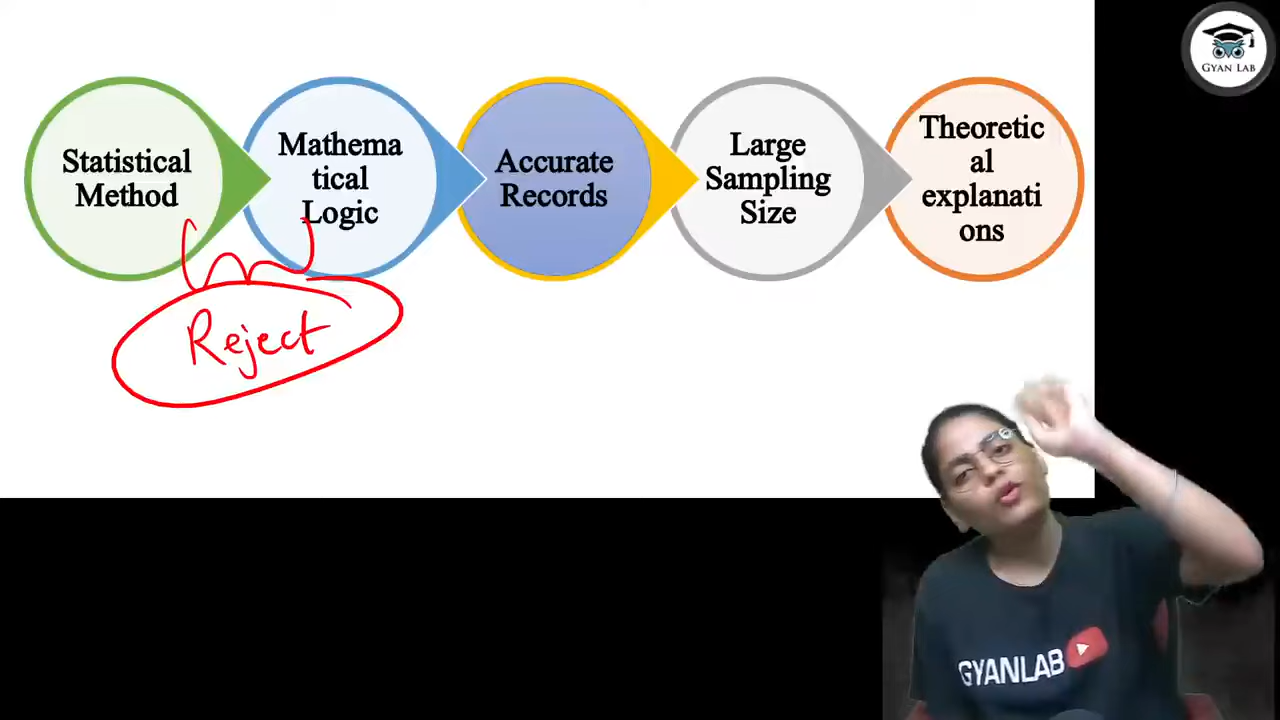 GYAN LAB
Statistical
Method
Mathema
tical
Logic
Accurate
Records
Large
Sampling
Size
Theoretic
al
explanati
ons
Reject
GYANLAB